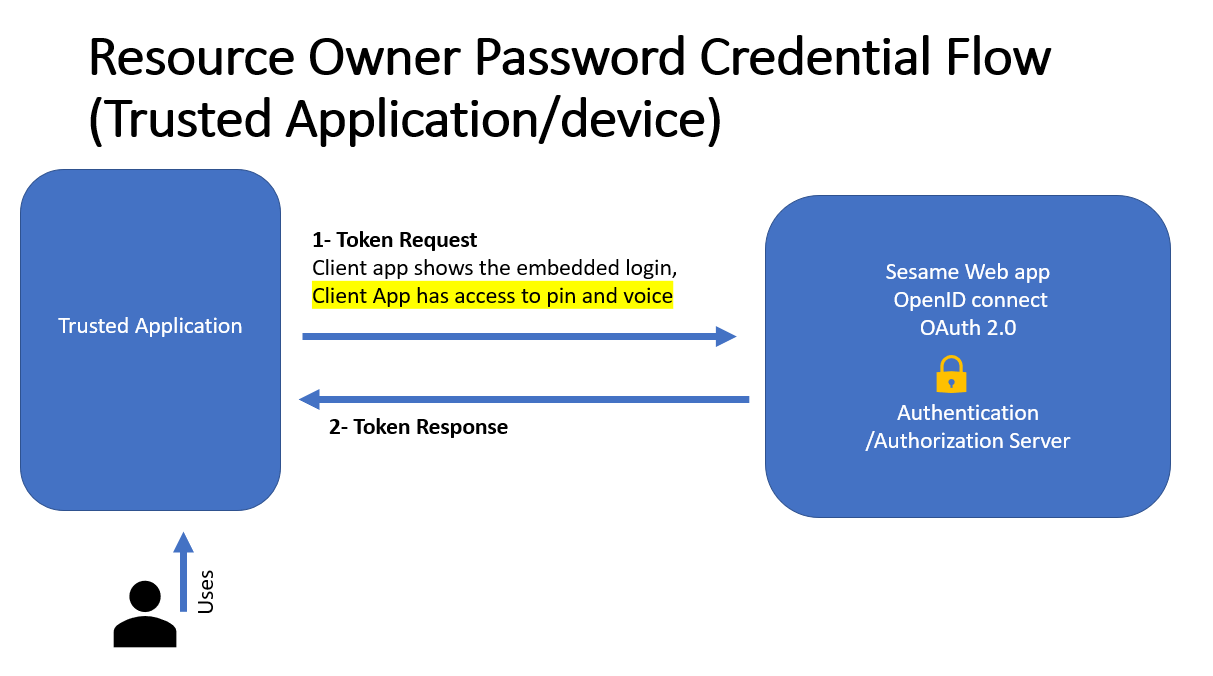 Resource Owner Password Credential Flow
(Trusted Application/device)
1- Token Request
Client app shows the embedded login,
Client App has access to pin and voice
Trusted Application
Sesame Web app
OpenID connect
OAuth 2.0
Authentication
/Authorization Server
2- Token Response
Uses